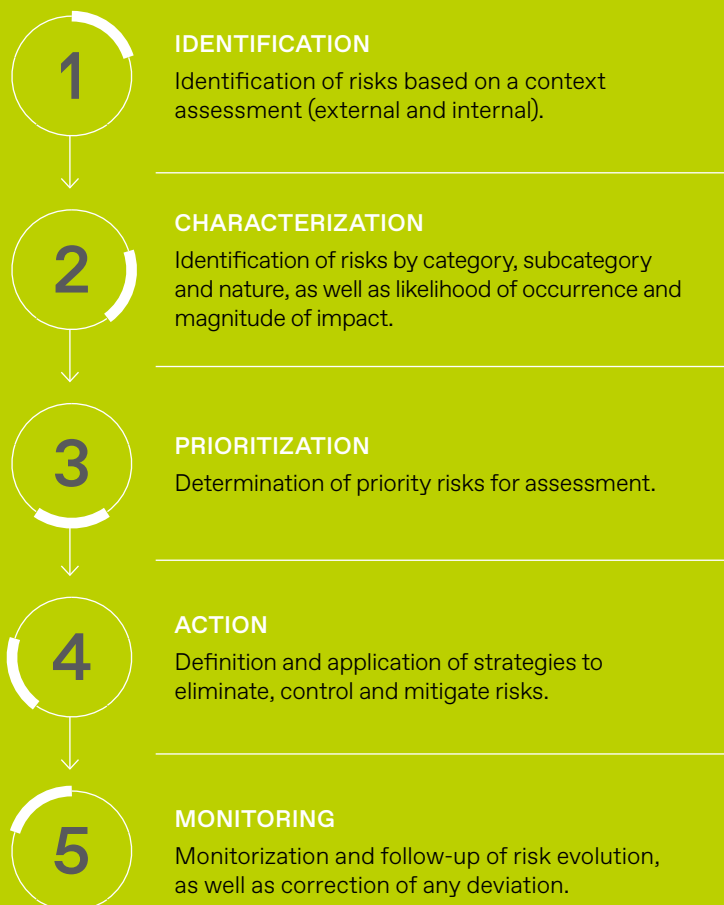 1
IDENTIFICATION
Identification of risks based on a context
assessment (external and internal).
2
CHARACTERIZATION
Identification of risks by category, subcategory
and nature, as well as likelihood of occurrence and
magnitude of impact.
3
PRIORITIZATION
Determination of priority risks for assessment.
4
ACTION
Definition and application of strategies to
eliminate, control and mitigate risks.
5
MONITORING
Monitorization and follow-up of risk evolution,
as well as correction of any deviation.